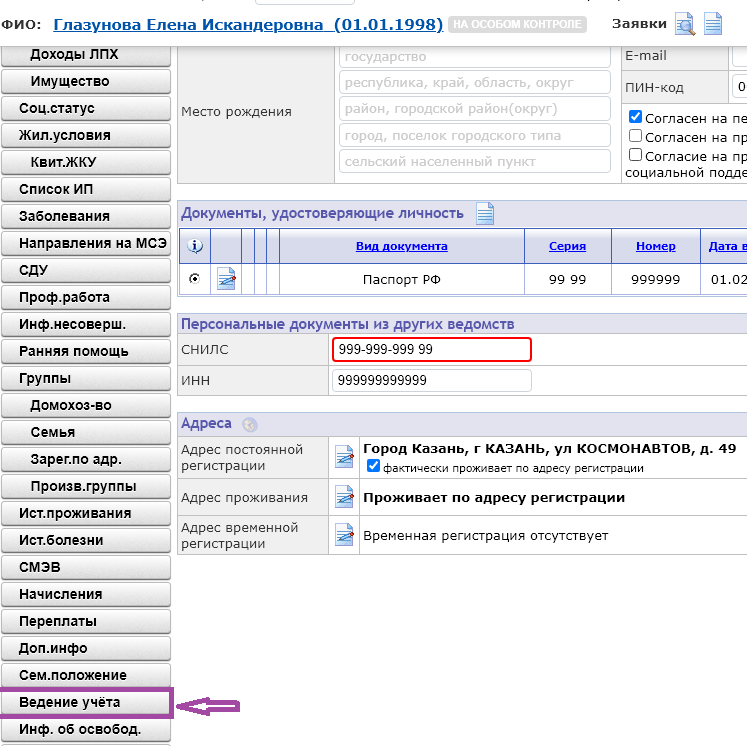 ФИО: Глазунова Елена Искандеровна (01.01.1998) НА ОСОБОМ КОНТРОЛЕ Заявки
Доходы ЛПХ
Имущество
Соц.статус
Жил.условия
Квит.ЖКУ
Список ИП
Заболевания
Направления на МСЭ
СДУ
Проф.работа
Инф.несоверш.
Ранняя помощь
Группы
Домохоз-во
Семья
Зарег.по адр.
Произв.группы
Ист.проживания
Ист.болезни
СМЭВ
Начисления
Переплаты
Доп.инфо
Сем.положение
Ведение учёта
Инф. об освобод.
Место рождения
государство
республика, край, область, округ
район, городской район(округ)
город, поселок городского типа
сельский населенный пункт
E-mail
ПИН-код 0
Согласен на пе
Согласен на пр
Согласие на пр
социальной подде
Документы, удостоверяющие личность
Вид документа Серия Номер Дата в
Паспорт РФ 99 99 999999 01.02
Персональные документы из других ведомств
СНИЛС 999-999-999 99
ИНН 999999999999
Адреса
Адрес постоянной
регистрации
Город Казань, г КАЗАНЬ, ул КОСМОНАВТОВ, д. 49
фактически проживает по адресу регистрации
Адрес проживания Проживает по адресу регистрации
Адрес временной
регистрации
Временная регистрация отсутствует